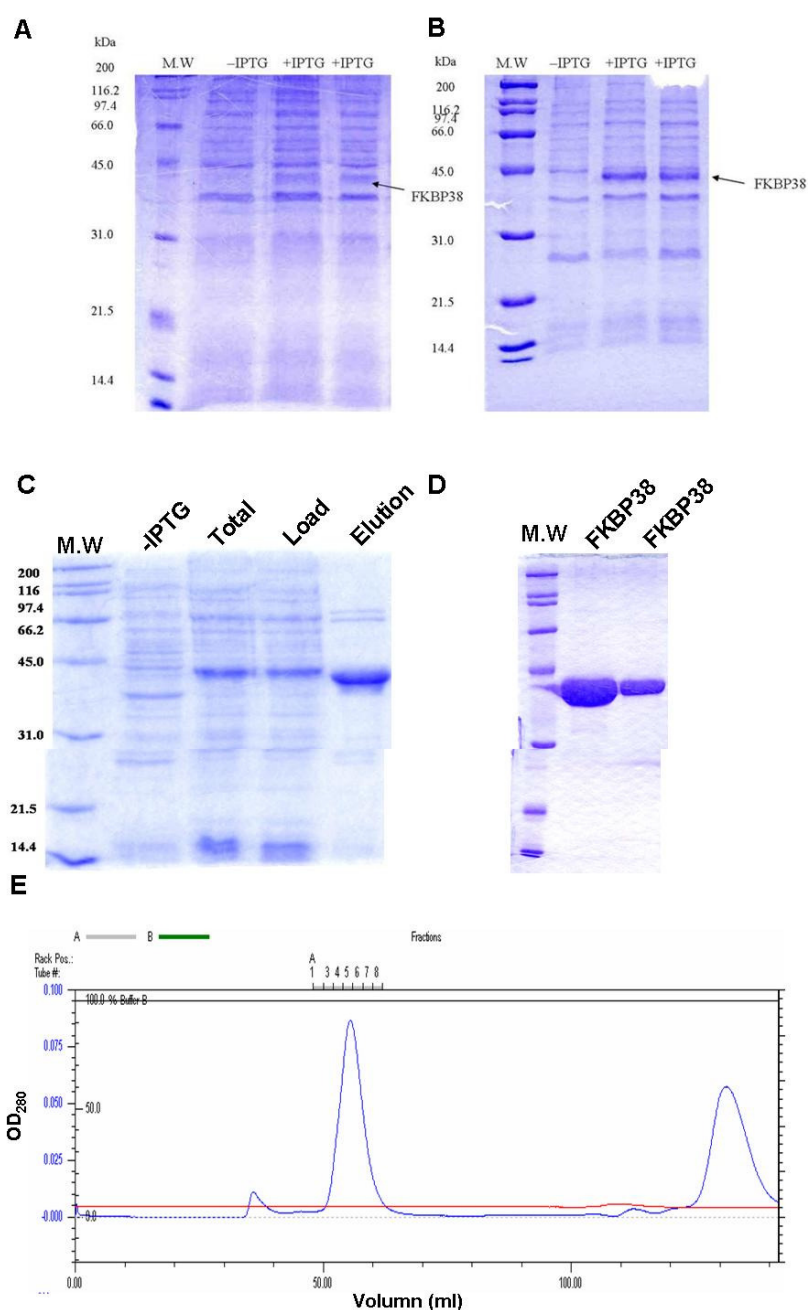 A
kDa
M.W –IPTG +IPTG +IPTG
200
116.2
97.4
66.0
45.0
FKBP38
31.0
21.5
14.4
B
kDa
M.W –IPTG +IPTG +IPTG
200
116.2
97.4
66.0
45.0
FKBP38
31.0
21.5
14.4
C
M.W -IPTG Total Load Elution
200
116
97.4
66.2
45.0
31.0
21.5
14.4
D
M.W FKBP38 FKBP38
E
A B Fractions
Rack Pos.: A
Tube #: 1 3 4 5 6 7 8
0.100 100.0 % Buffer B
0.075
0.050 50.0
0.025
-0.000 0.0
OD280
0.00 50.00 100.00
Volumn (ml)